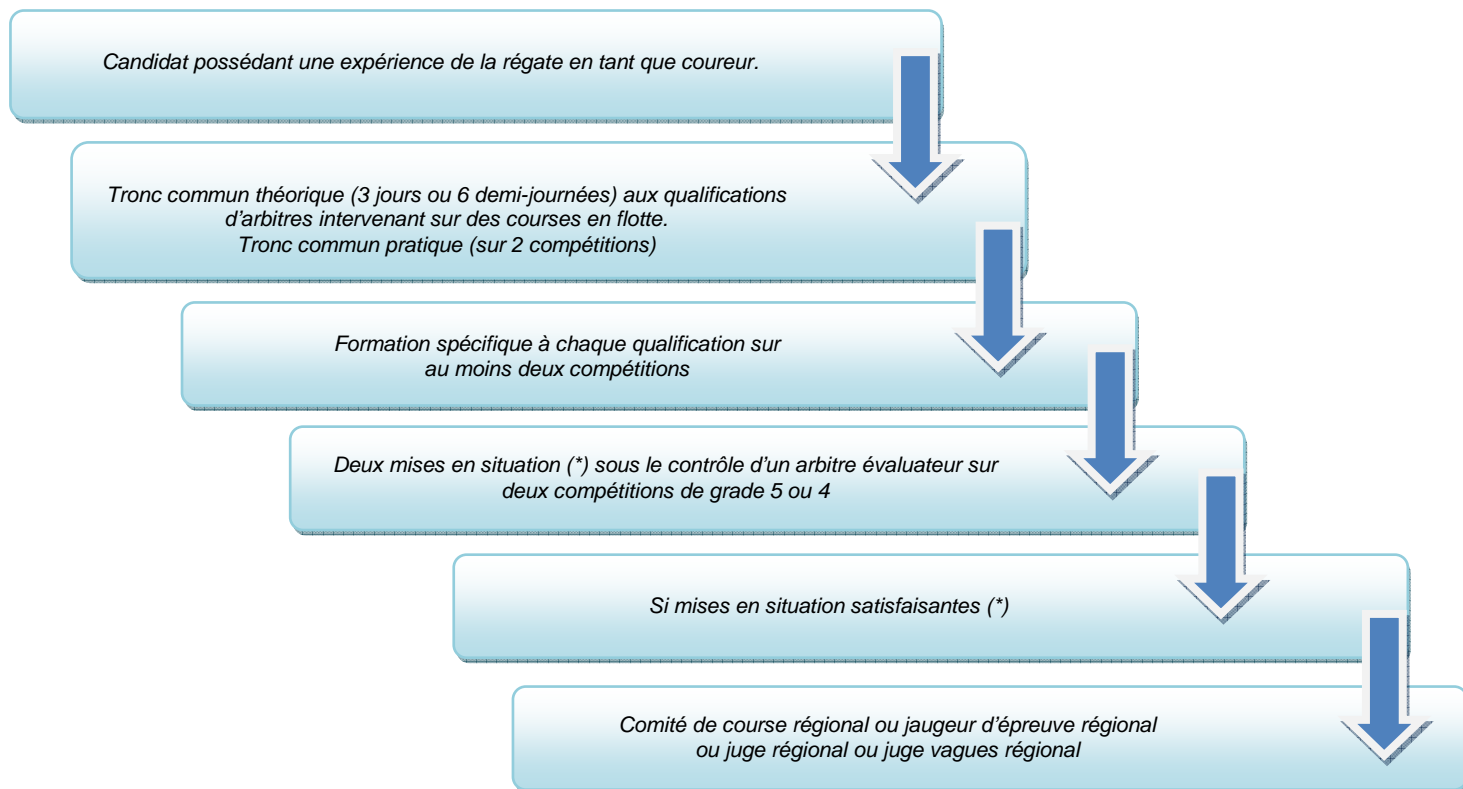 Candidat possédant une expérience de la régate en tant que coureur.
Tronc commun théorique (3 jours ou 6 demi-journées) aux qualifications
d'arbitres intervenant sur des courses en flotte.
Tronc commun pratique (sur 2 compétitions)
Formation spécifique à chaque qualification sur
au moins deux compétitions
Deux mises en situation (*) sous le contrôle d'un arbitre évaluateur sur
deux compétitions de grade 5 ou 4
Si mises en situation satisfaisantes (*)
Comité de course régional ou jaugeur d'épreuve régional
ou juge régional ou juge vagues régional